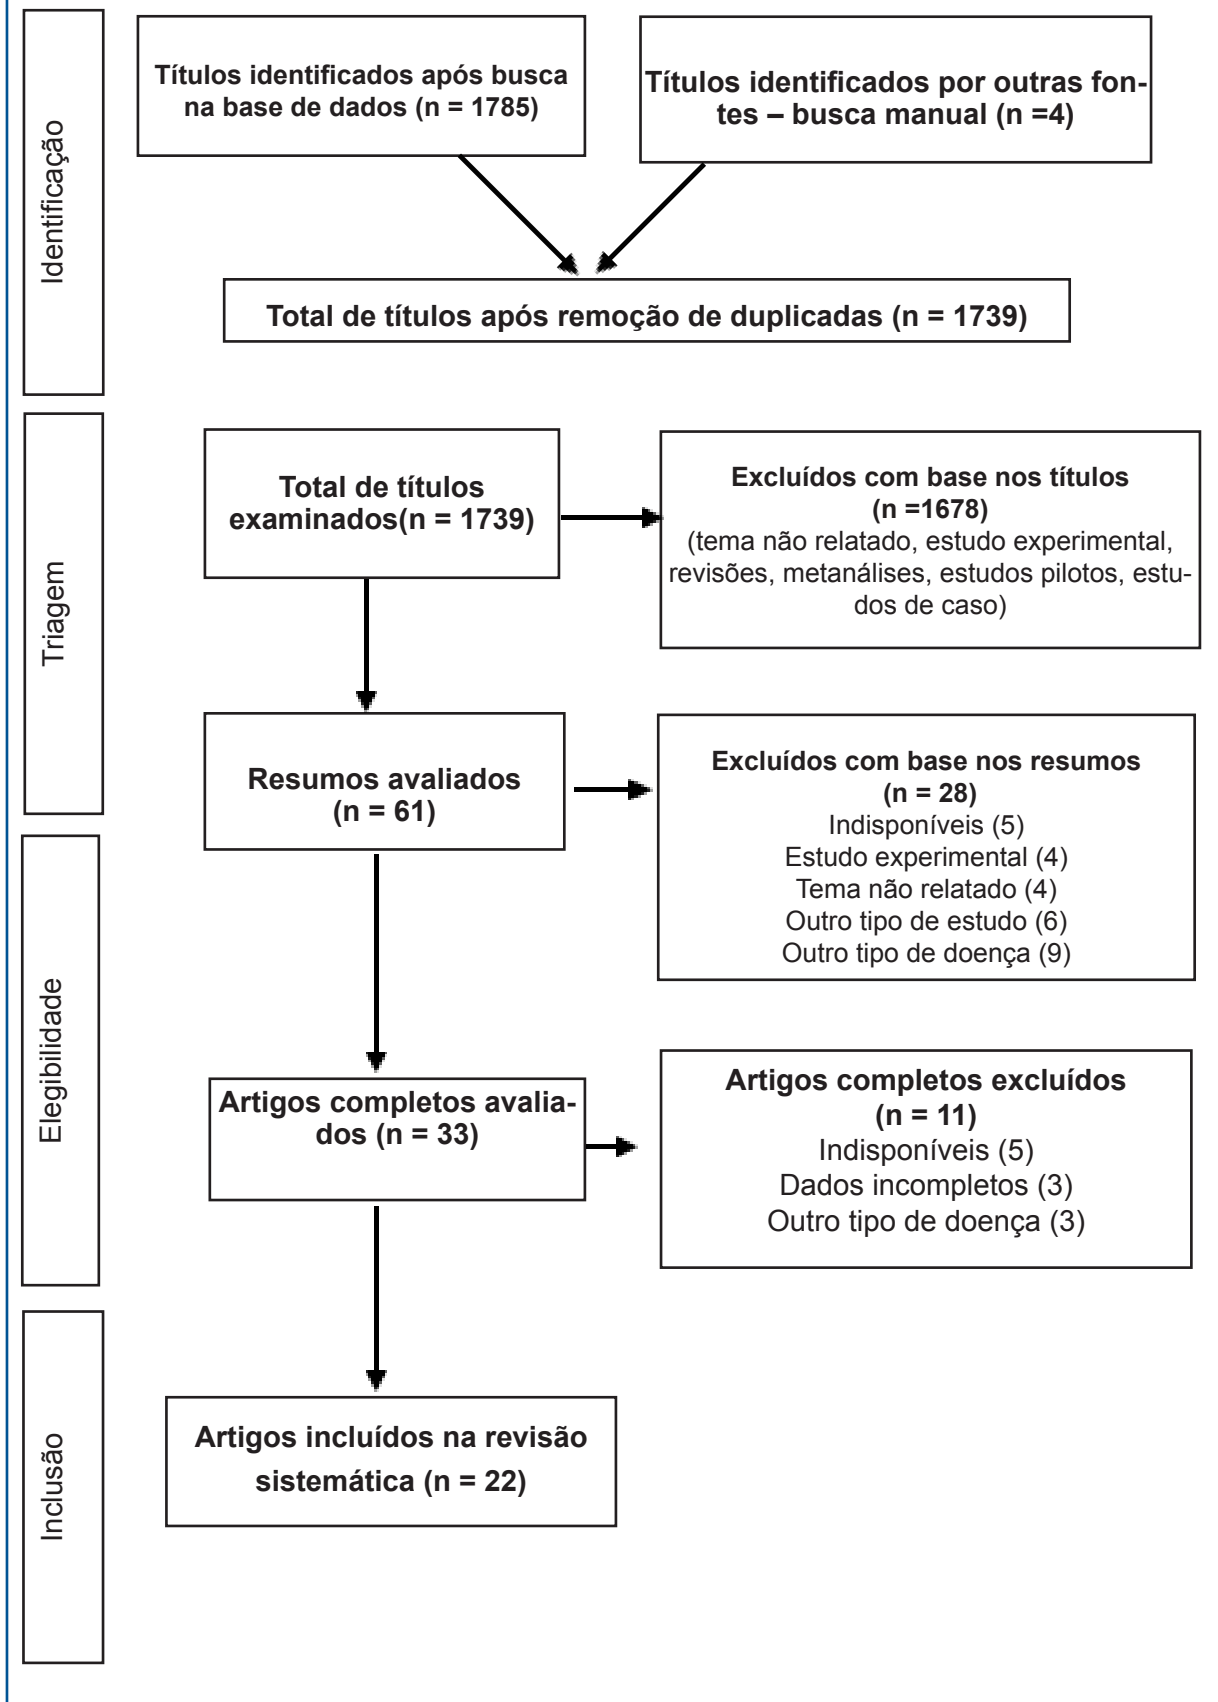 Identificação
Títulos identificados após busca
na base de dados (n = 1785)
Títulos identificados por outras fon-
tes – busca manual (n =4)
Total de títulos após remoção de duplicadas (n = 1739)
Triagem
Total de títulos
examinados(n = 1739)
Excluídos com base nos títulos
(n =1678)
(tema não relatado, estudo experimental,
revisões, metanálises, estudos pilotos, estu-
dos de caso)
Resumos avaliados
(n = 61)
Excluídos com base nos resumos
(n = 28)
Indisponíveis (5)
Estudo experimental (4)
Tema não relatado (4)
Outro tipo de estudo (6)
Outro tipo de doença (9)
Elegibilidade
Artigos completos avalia-
dos (n = 33)
Artigos completos excluídos
(n = 11)
Indisponíveis (5)
Dados incompletos (3)
Outro tipo de doença (3)
Inclusão
Artigos incluídos na revisão
sistemática (n = 22)